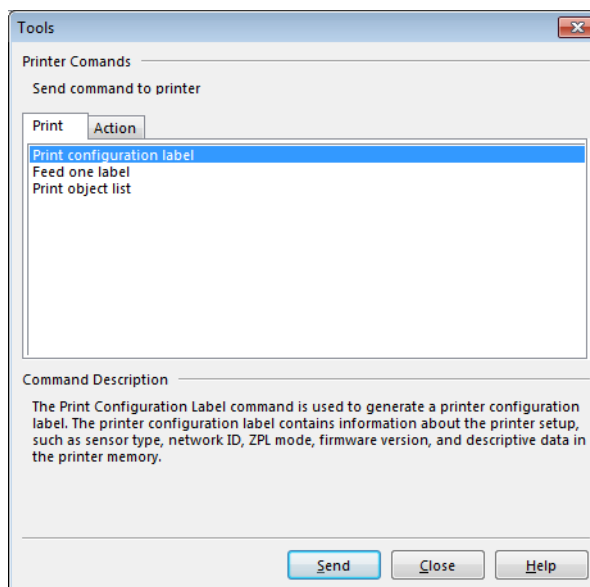 Tools
Printer Comands
Send command to printer
Print
Action
Print configuration label
Feed one label
Print object list
Command Description
The Print Configuration Label command is used to generate a printer configuration
label. The printer configuration label contains information about the printer setup,
such as sensor type, network ID, ZPL mode, firmware version, and descriptive data in
the printer memory.
Send
Close
Help